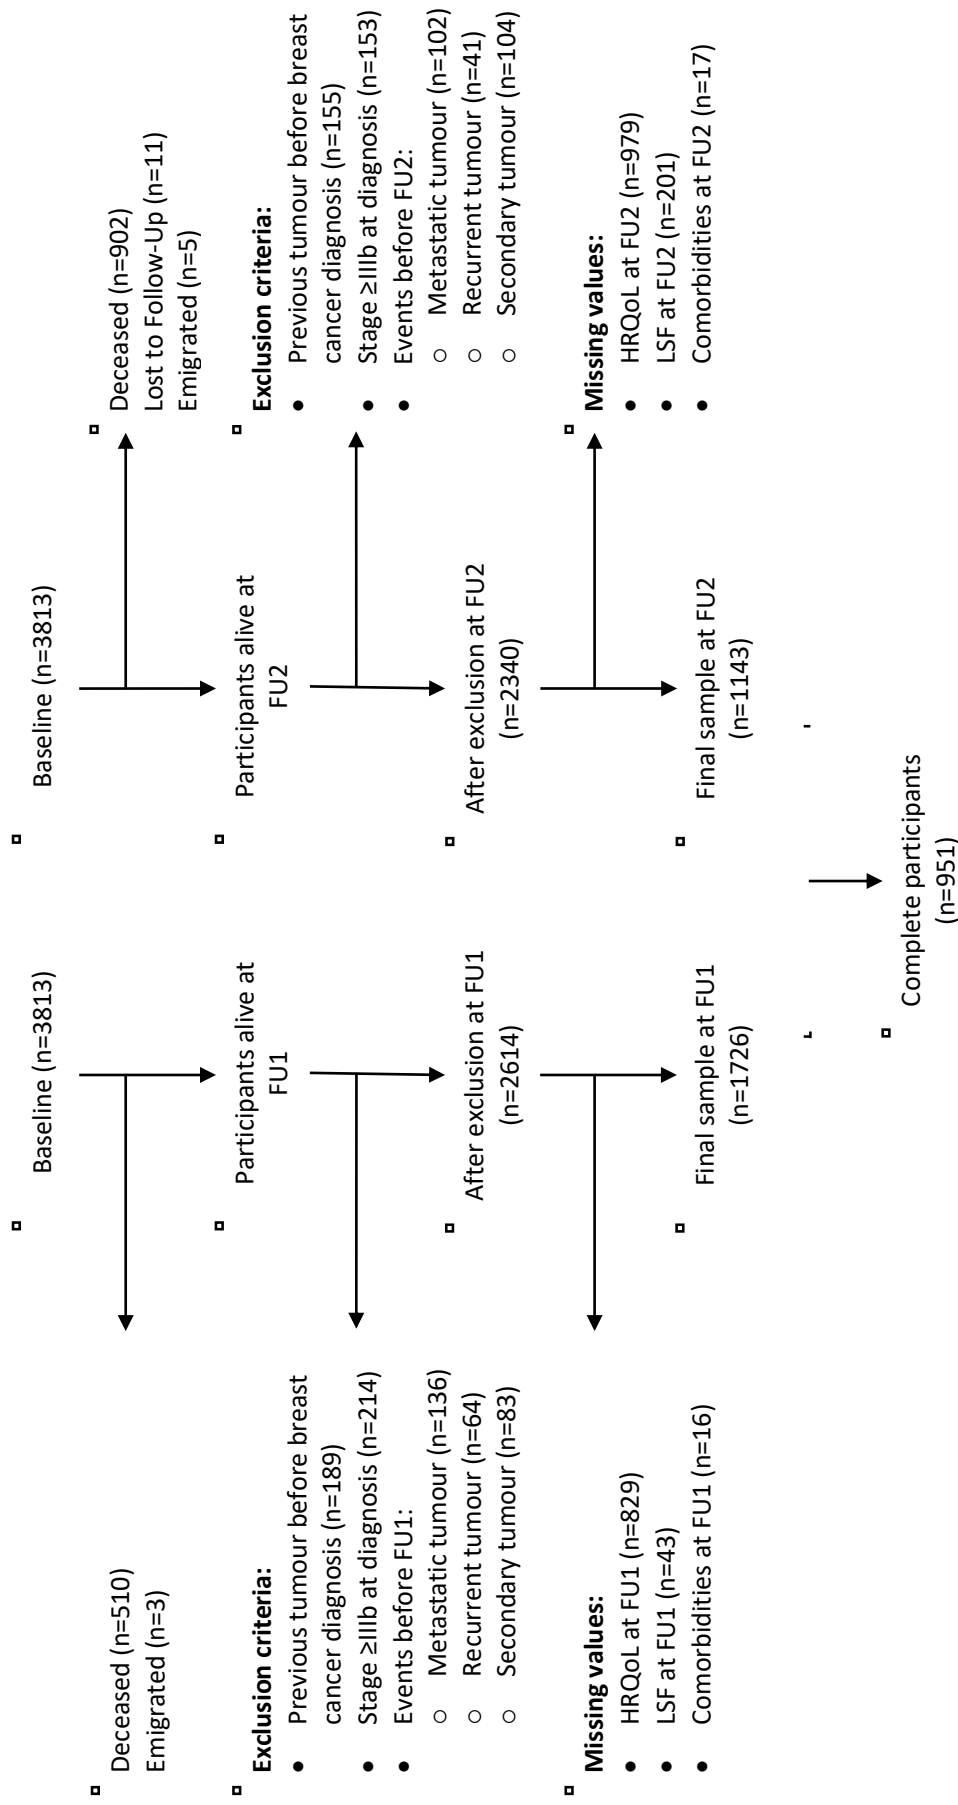 Baseline (n=3813)
Baseline (n=3813)
Deceased (n=510)
Emigrated (n=3)
Deceased (n=902)
Lost to Follow-Up (n=11)
Emigrated (n=5)
Participants alive at
FU1
Participants alive at
FU2
Exclusion criteria:
● Previous tumour before breast
cancer diagnosis (n=189)
● Stage ≥IIIb at diagnosis (n=214)
● Events before FU1:
○ Metastatic tumour (n=136)
○ Recurrent tumour (n=64)
○ Secondary tumour (n=83)
Exclusion criteria:
● Previous tumour before breast
cancer diagnosis (n=155)
● Stage ≥IIIb at diagnosis (n=153)
● Events before FU2:
○ Metastatic tumour (n=102)
○ Recurrent tumour (n=41)
○ Secondary tumour (n=104)
After exclusion at FU1
(n=2614)
After exclusion at FU2
(n=2340)
Missing values:
● HRQoL at FU1 (n=829)
● LSF at FU1 (n=43)
● Comorbidities at FU1 (n=16)
Missing values:
● HRQoL at FU2 (n=979)
● LSF at FU2 (n=201)
● Comorbidities at FU2 (n=17)
Final sample at FU1
(n=1726)
Final sample at FU2
(n=1143)
Complete participants
(n=951)